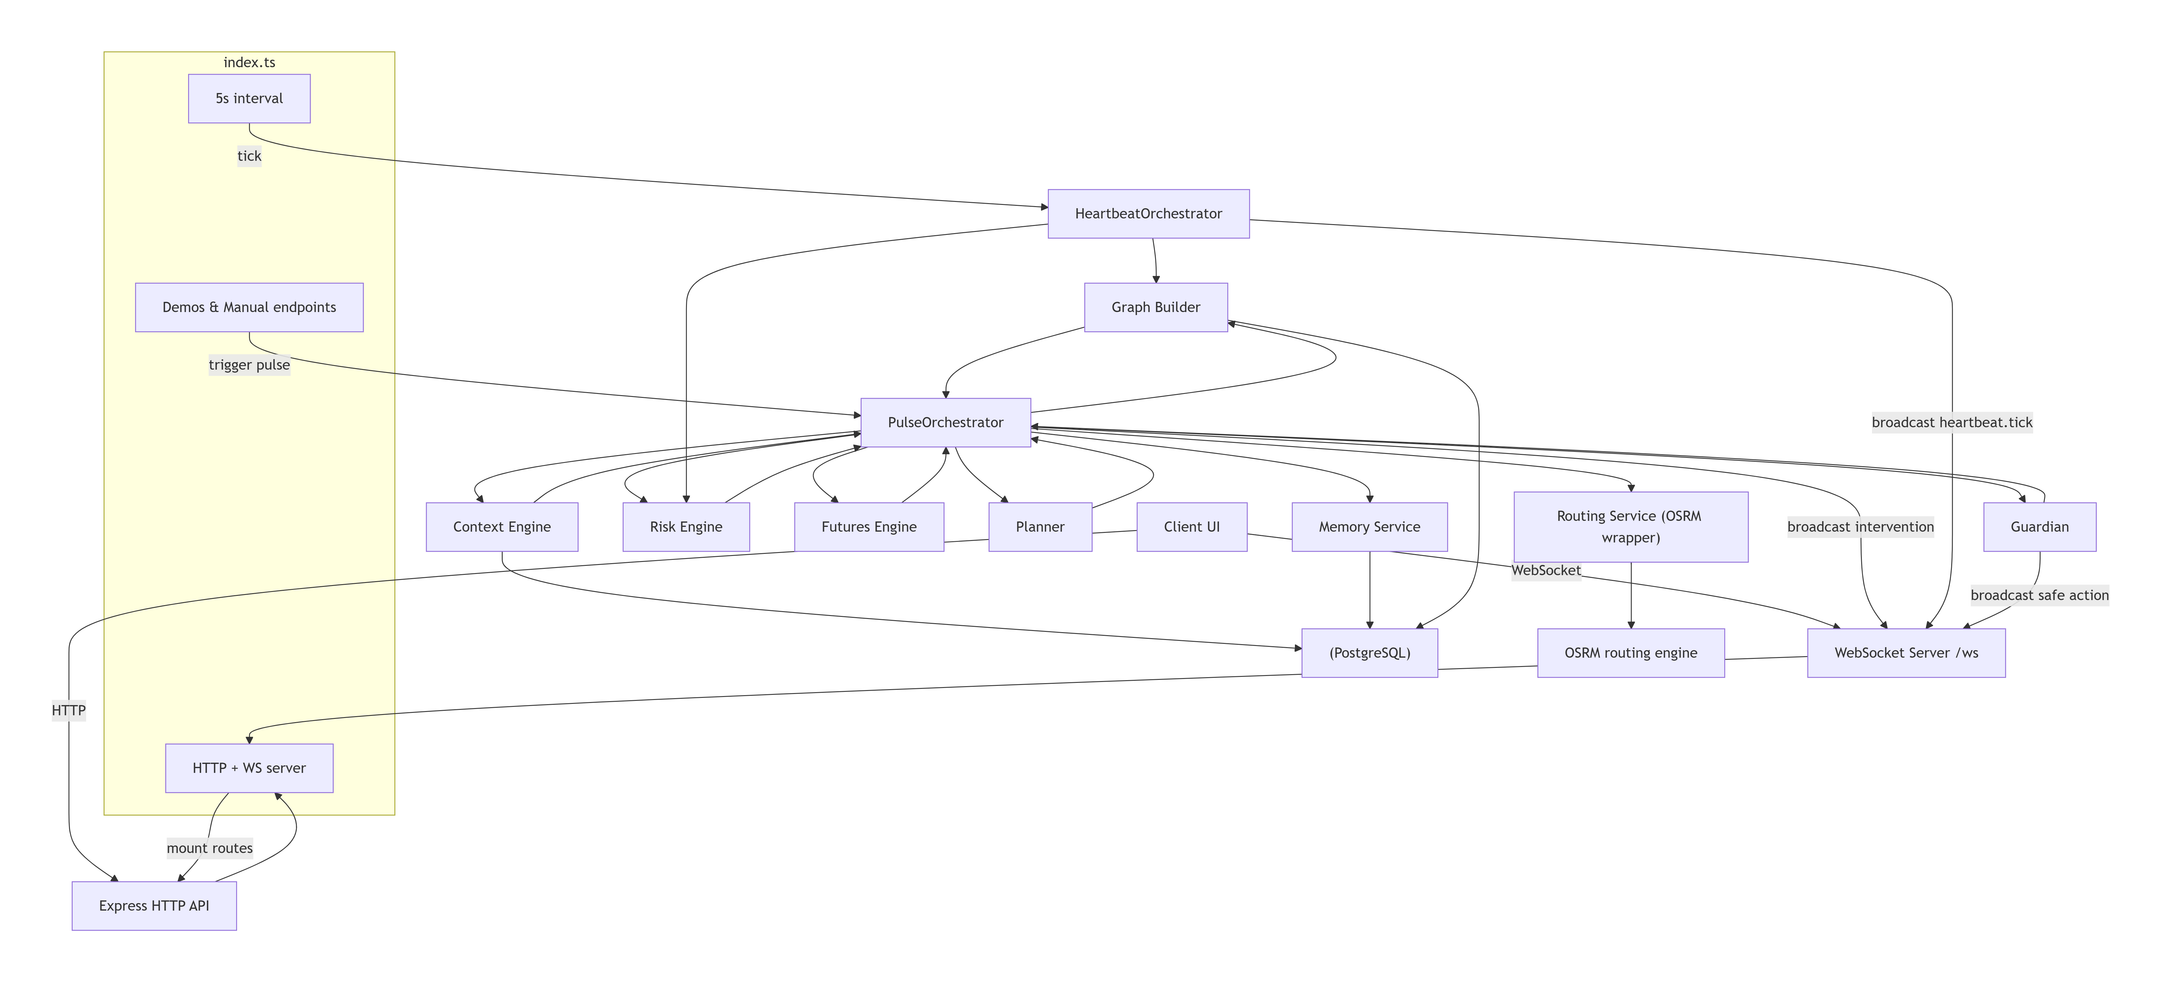 index.ts
5s interval
tick
HeartbeatOrchestrator
Demos & Manual endpoints
Graph Builder
trigger pulse
PulseOrchestrator
broadcast heartbeat.tick
Context Engine
Risk Engine
Futures Engine
Planner
Client UI
Memory Service
Routing Service (OSRM
wrapper)
broadcast intervention
Guardian
WebSocket
broadcast safe action
(PostgreSQL)
OSRM routing engine
WebSocket Server /ws
HTTP
HTTP + WS server
mount routes
Express HTTP API